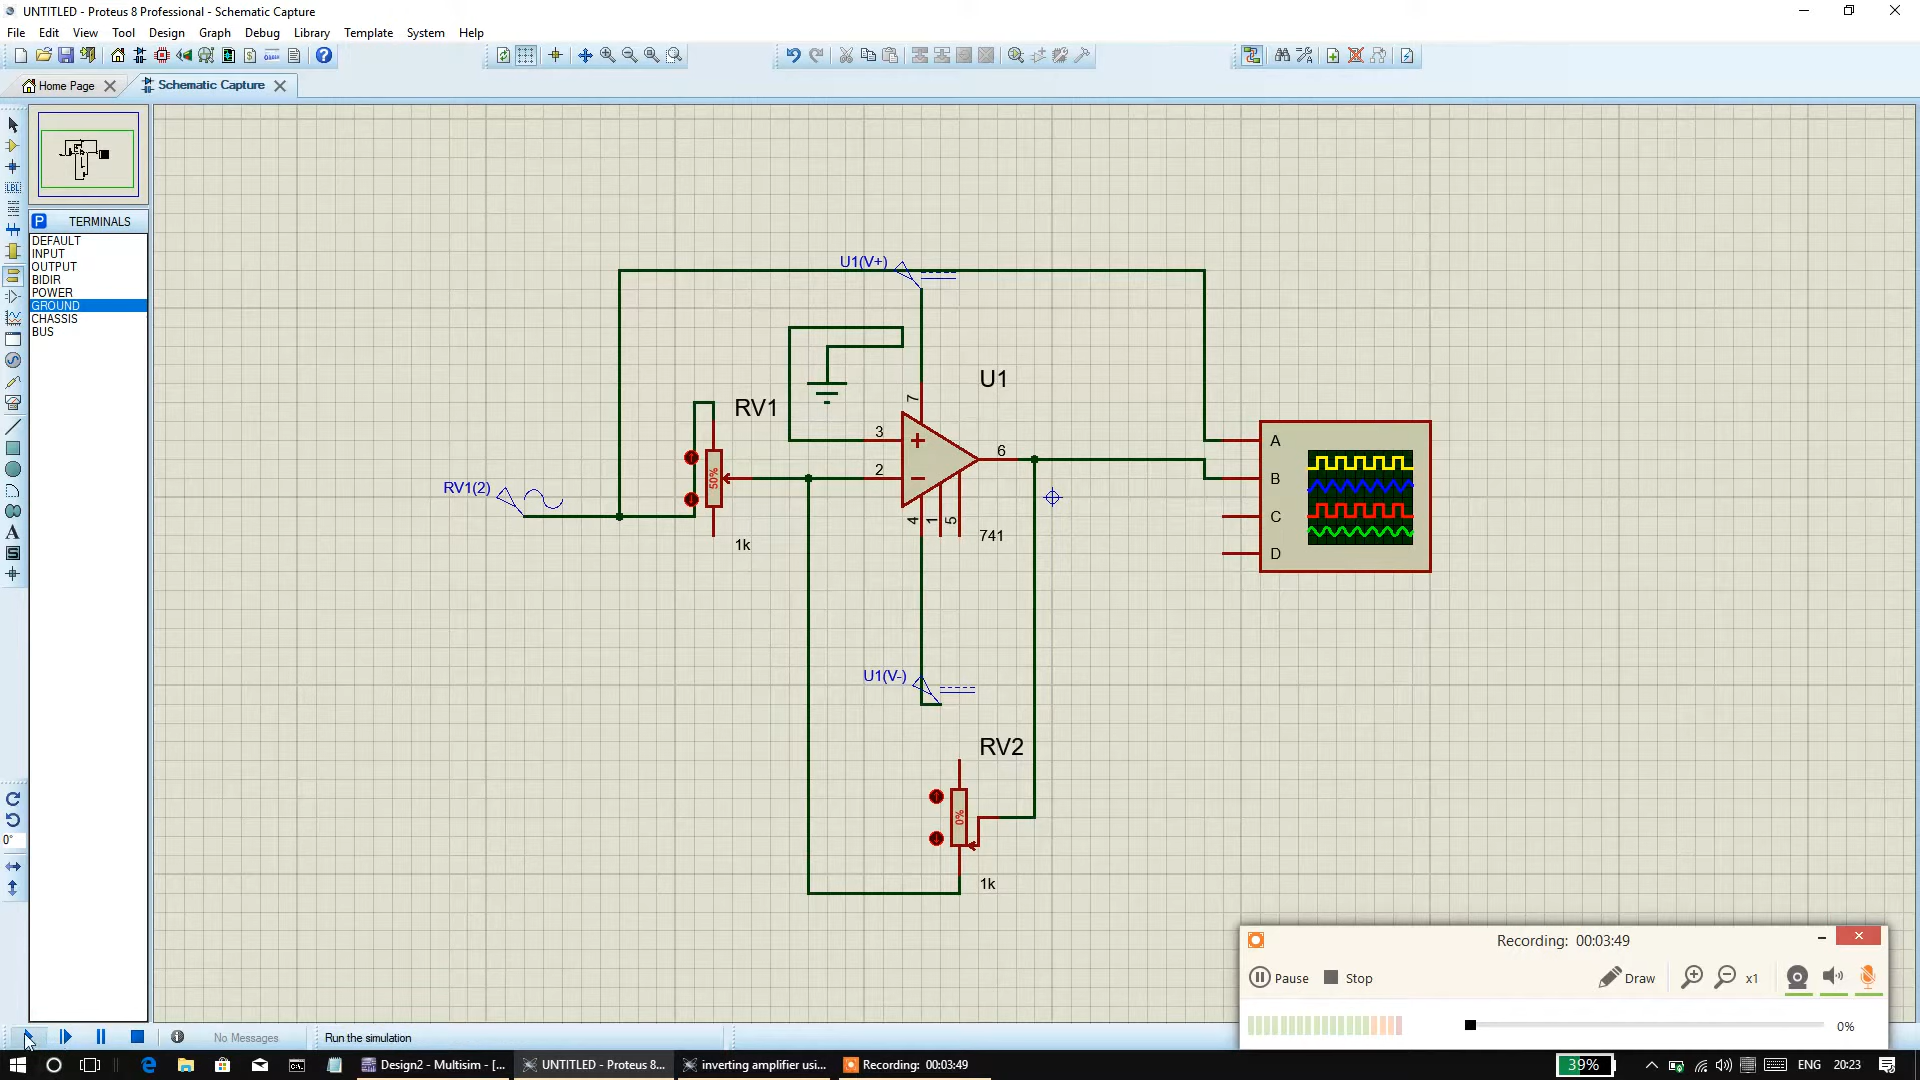 UNTITLED - Proteus 8 Professional - Schematic Capture
File Edit View Tool Design Graph Debug Library Template System Help
Home Page
Schematic Capture
LBL
P TERMINALS
DEFAULT
INPUT
OUTPUT
BIDIR
POWER
GROUND
CHASSIS
BUS
A
S
0°
U1(V+)
U1
RV1
7
3
2
6
4
1
5
741
50%
1k
RV1(2)
A
B
C
D
U1(V-)
RV2
0%
1k
Recording: 00:03:49
Pause
Stop
Draw
x1
0%
No Messages
Run the simulation
Design2 - Multisim - [...
UNTITLED - Proteus 8...
inverting amplifier usi...
Recording: 00:03:49
39%
ENG
20:23